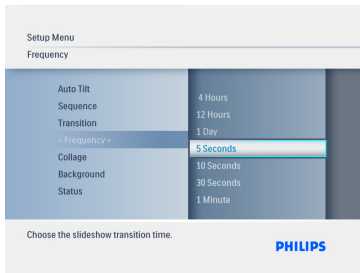 Setup Menu
Frequency
Auto Tilt
Sequence
Transition
« Frequency »
Collage
Background
Status
4 Hours
12 Hours
1 Day
5 Seconds
10 Seconds
30 Seconds
1 Minute
Choose the slideshow transition time.
PHILIPS